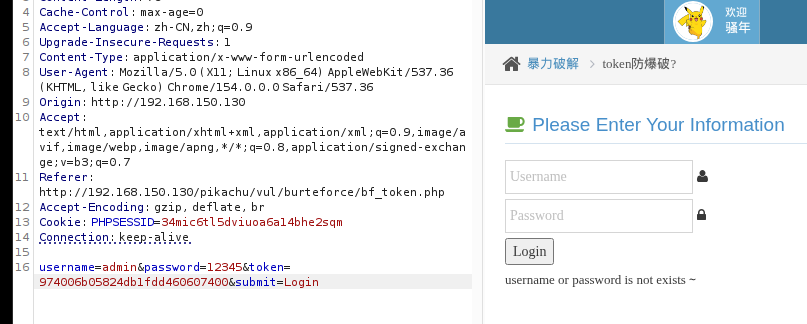 4 Cache-Control: max-age=0
5 Accept-Language: zh-CN,zh;q=0.9
6 Upgrade-Insecure-Requests: 1
7 Content-Type: application/x-www-form-urlencoded
8 User-Agent: Mozilla/5.0 (X11; Linux x86_64) AppleWebKit/537.36
(KHTML, like Gecko) Chrome/154.0.0.0 Safari/537.36
9 Origin: http://192.168.150.130
10 Accept:
text/html,application/xhtml+xml,application/xml;q=0.9,image/a
vif,image/webp,image/apng,*/*;q=0.8,application/signed-exchan
ge;v=b3;q=0.7
11 Referer:
http://192.168.150.130/pikachu/vul/burteforce/bf_token.php
12 Accept-Encoding: gzip, deflate, br
13 Cookie: PHPSESSID=34mic6tl5dviuoa6a14bhe2sqm
14 Connection: keep-alive
15
16 username=admin&password=12345&token=
974006b05824db1fdd460607400&submit=Login
欢迎
骚年
暴力破解 > token防爆破?
Please Enter Your Information
Username
Password
Login
username or password is not exists ~